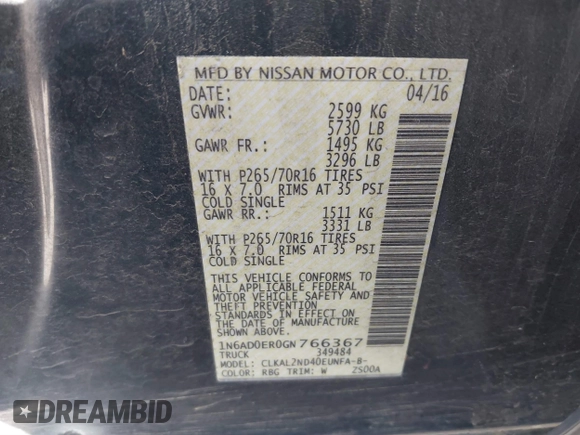 MFD BY NISSAN MOTOR CO., LTD.
DATE: 04/16
GVWR: 2599 KG
5730 LB
GAWR FR.: 1495 KG
3296 LB
WITH P265/70R16 TIRES
16 X 7.0 RIMS AT 35 PSI
COLD SINGLE
GAWR RR.: 1511 KG
3331 LB
WITH P265/70R16 TIRES
16 X 7.0 RIMS AT 35 PSI
COLD SINGLE
THIS VEHICLE CONFORMS TO
ALL APPLICABLE FEDERAL
MOTOR VEHICLE SAFETY AND
THEFT PREVENTION
STANDARDS IN EFFECT ON
THE DATE OF MANUFACTURE
SHOWN ABOVE.
1N6AD0ER0GN766367
TRUCK 349484
MODEL: CLKALZND40EUNFA-B-
COLOR: RBG TRIM: W ZS00A
DREAMBID